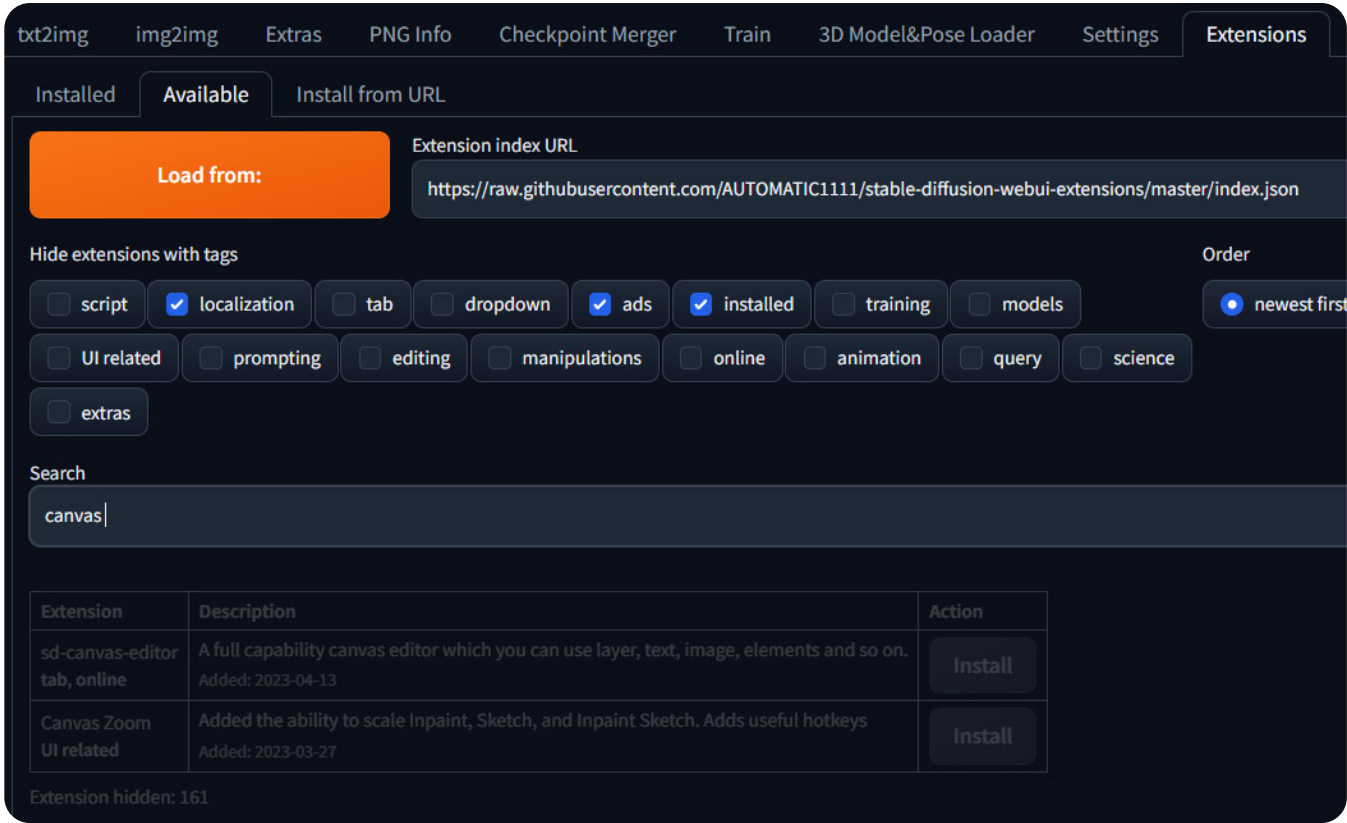 txt2img img2img Extras PNG Info Checkpoint Merger Train 3D Model&Pose Loader Settings Extensions
Installed Available Install from URL
Load from:
Extension index URL
https://raw.githubusercontent.com/AUTOMATIC1111/stable-diffusion-webui-extensions/master/index.json
Hide extensions with tags
script localization tab dropdown ads installed training models
UI related prompting editing manipulations online animation query science
extras
Order
newest first
Search
canvas
Extension Description Action
sd-canvas-editor
tab, online
A full capability canvas editor which you can use layer, text, image, elements and so on.
Added: 2023-04-13
Install
Canvas Zoom
UI related
Added the ability to scale Inpaint, Sketch, and Inpaint Sketch. Adds useful hotkeys
Added: 2023-03-27
Install
Extension hidden: 161